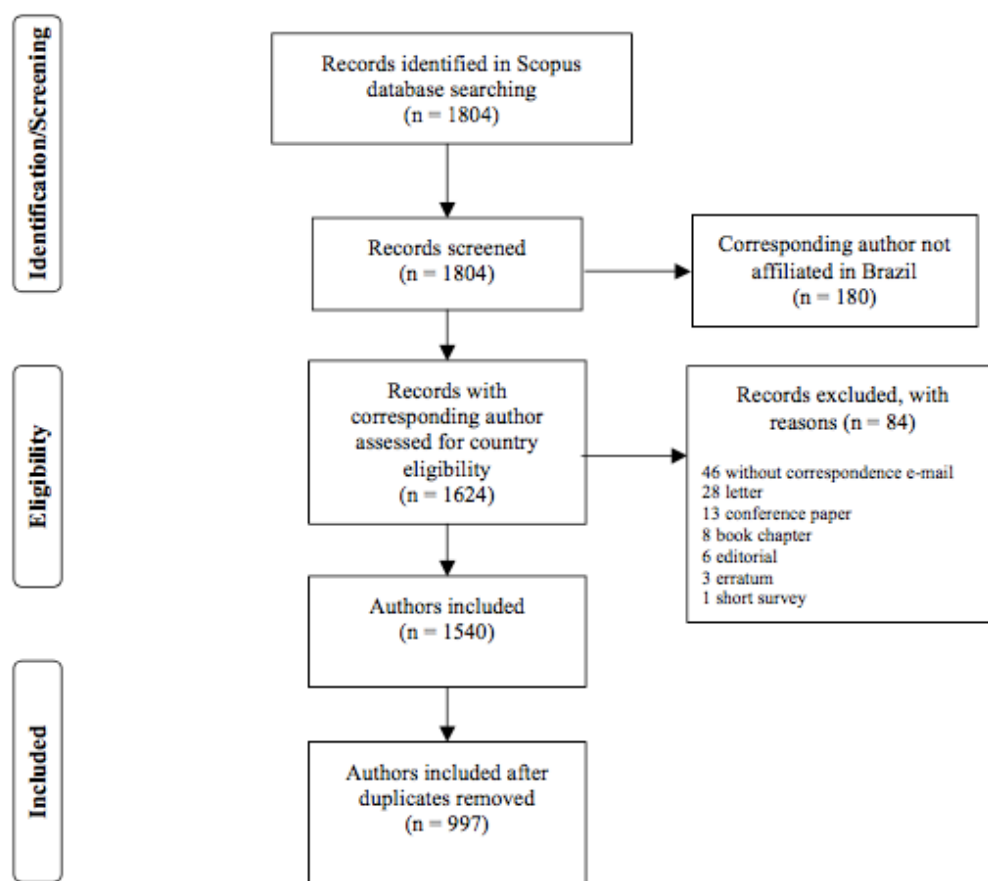 Identification/Screening
Records identified in Scopus
database searching
(n = 1804)
Records screened
(n = 1804)
Corresponding author not
affiliated in Brazil
(n = 180)
Eligibility
Records with
corresponding author
assessed for country
eligibility
(n = 1624)
Records excluded, with
reasons (n = 84)
46 without correspondence e-mail
28 letter
13 conference paper
8 book chapter
6 editorial
3 erratum
1 short survey
Authors included
(n = 1540)
Included
Authors included after
duplicates removed
(n = 997)